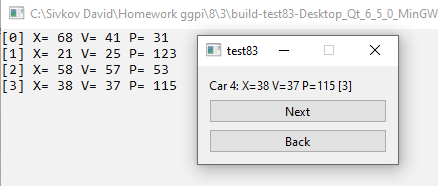 C:\Sivkov David\Homework ggpi\8\3\build-test83-Desktop_Qt_6_5_0_MinGW
[0] X= 68 V= 41 P= 31
[1] X= 21 V= 25 P= 123
[2] X= 58 V= 57 P= 53
[3] X= 38 V= 37 P= 115
test83
Car 4: X=38 V=37 P=115 [3]
Next
Back